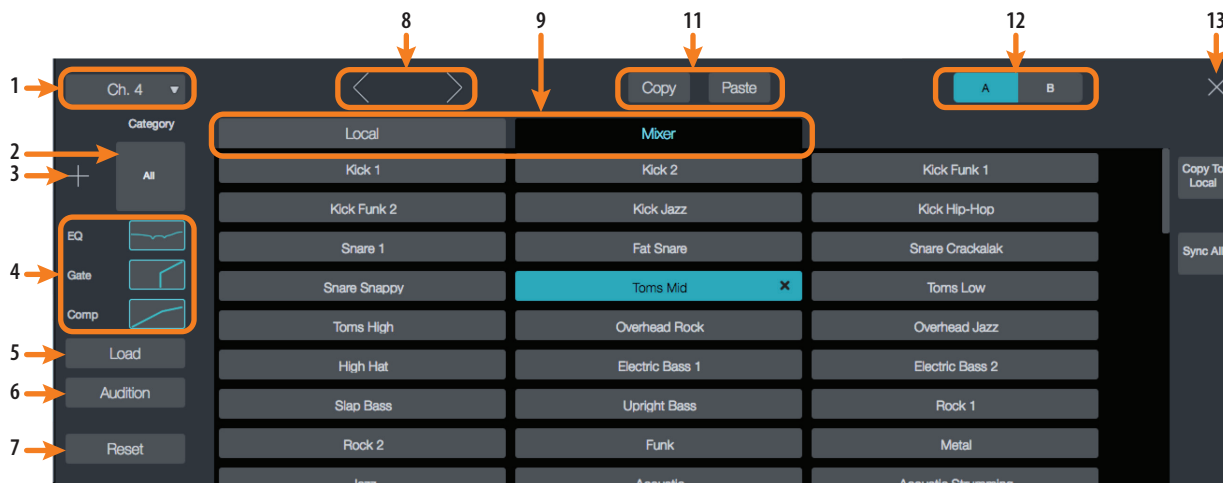 8 9 11 12 13
1 Ch. 4 Copy Paste A B
Category
Local Mixer
2
3 All
Kick 1 Kick 2 Kick Funk 1
Copy To
Local
Kick Funk 2 Kick Jazz Kick Hip-Hop
EQ
Snare 1 Fat Snare Snare Crackalak
Sync All
4 Gate
Snare Snappy Toms Mid Toms Low
Comp
Toms High Overhead Rock Overhead Jazz
5 Load
High Hat Electric Bass 1 Electric Bass 2
6 Audition
Slap Bass Upright Bass Rock 1
7 Reset
Rock 2 Funk Metal
Jazz Acoustic Acoustic Strumming